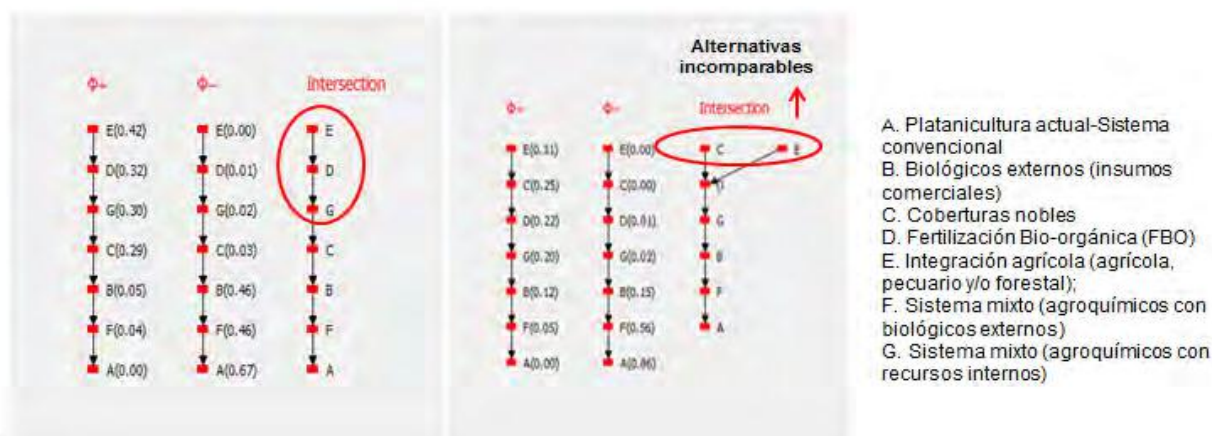 Φ+ Φ− Intersection
E(0.42) E(0.00) E
D(0.32) D(0.01) D
G(0.30) G(0.02) G
C(0.29) C(0.03) C
B(0.05) B(0.46) B
F(0.04) F(0.46) F
A(0.00) A(0.67) A
Alternativas
incomparables
Φ+ Φ− Intersection
E(0.31) E(0.00) C E
C(0.25) C(0.00) D
D(0.22) D(0.01) G
G(0.20) G(0.02) B
B(0.12) B(0.15) F
F(0.05) F(0.56) A
A(0.00)
A. Platanicultura actual-Sistema
convencional
B. Biológicos externos (insumos
comerciales)
C. Coberturas nobles
D. Fertilización Bio-orgánica (FBO)
E. Integración agrícola (agrícola,
pecuario y/o forestal);
F. Sistema mixto (agroquímicos con
biológicos externos)
G. Sistema mixto (agroquímicos con
recursos internos)